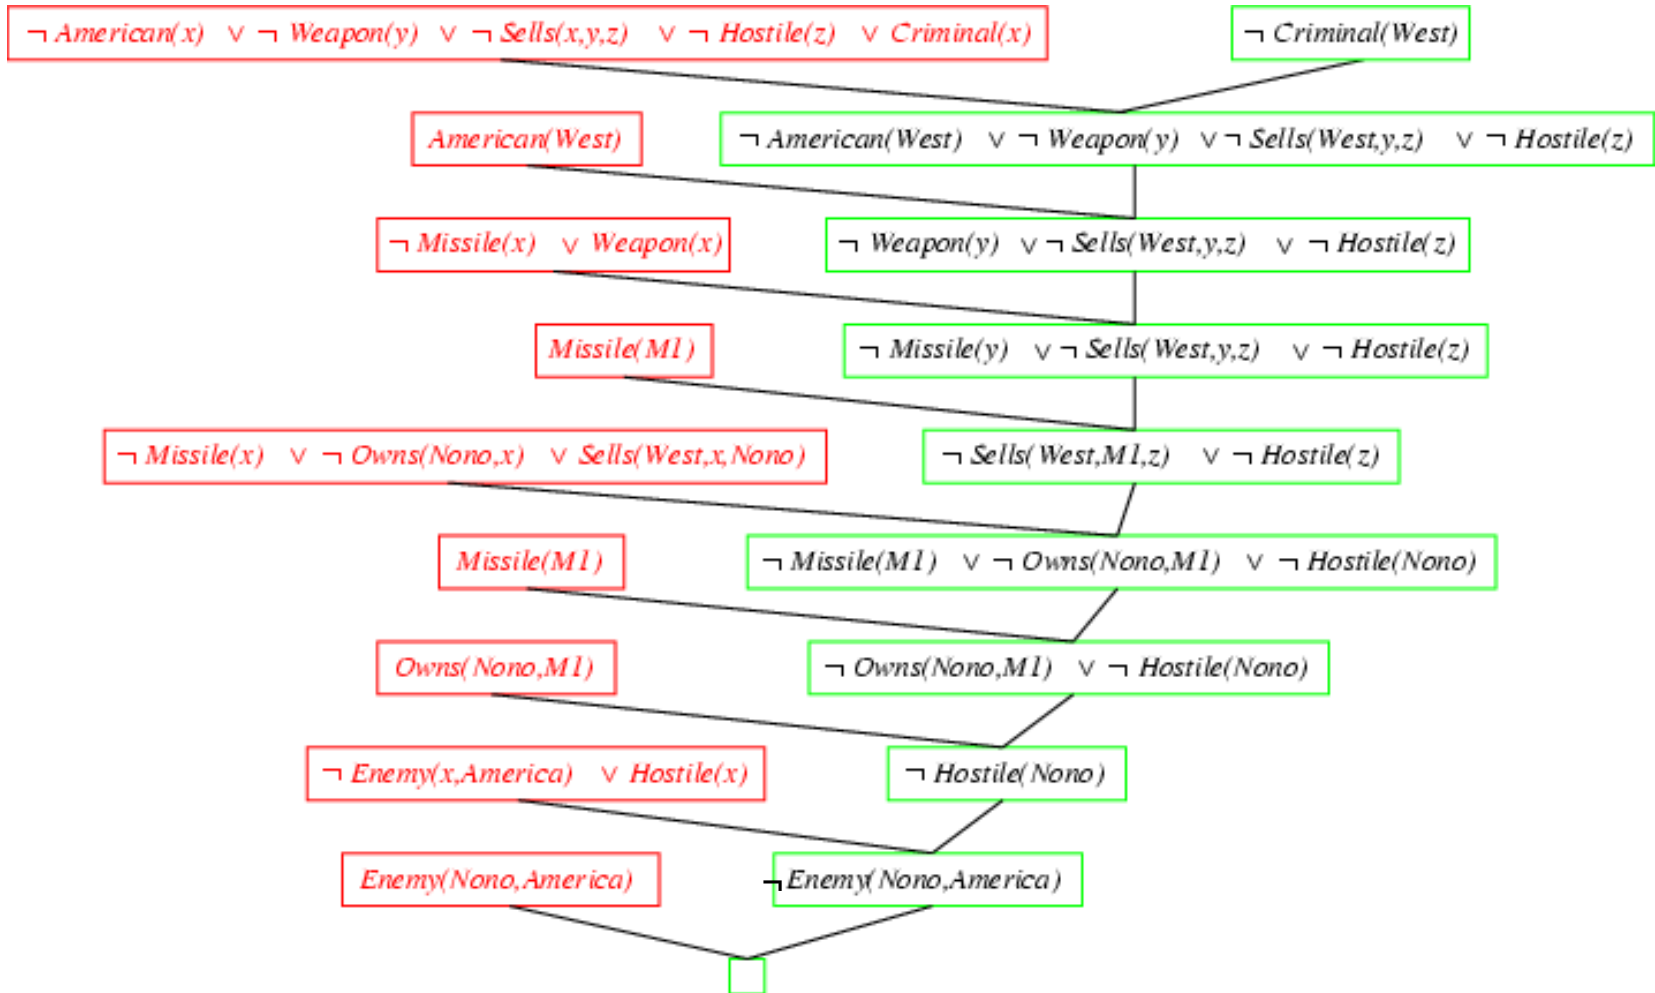 ¬ American(x) ∨ ¬ Weapon(y) ∨ ¬ Sells(x,y,z) ∨ ¬ Hostile(z) ∨ Criminal(x) ¬ Criminal(West)
American(West) ¬ American(West) ∨ ¬ Weapon(y) ∨ ¬ Sells(West,y,z) ∨ ¬ Hostile(z)
¬ Missile(x) ∨ Weapon(x) ¬ Weapon(y) ∨ ¬ Sells(West,y,z) ∨ ¬ Hostile(z)
Missile(M1) ¬ Missile(y) ∨ ¬ Sells(West,y,z) ∨ ¬ Hostile(z)
¬ Missile(x) ∨ ¬ Owns(Nono,x) ∨ Sells(West,x,Nono) ¬ Sells(West,M1,z) ∨ ¬ Hostile(z)
Missile(M1) ¬ Missile(M1) ∨ ¬ Owns(Nono,M1) ∨ ¬ Hostile(Nono)
Owns(Nono,M1) ¬ Owns(Nono,M1) ∨ ¬ Hostile(Nono)
¬ Enemy(x,America) ∨ Hostile(x) ¬ Hostile(Nono)
Enemy(Nono,America) ¬ Enemy(Nono,America)